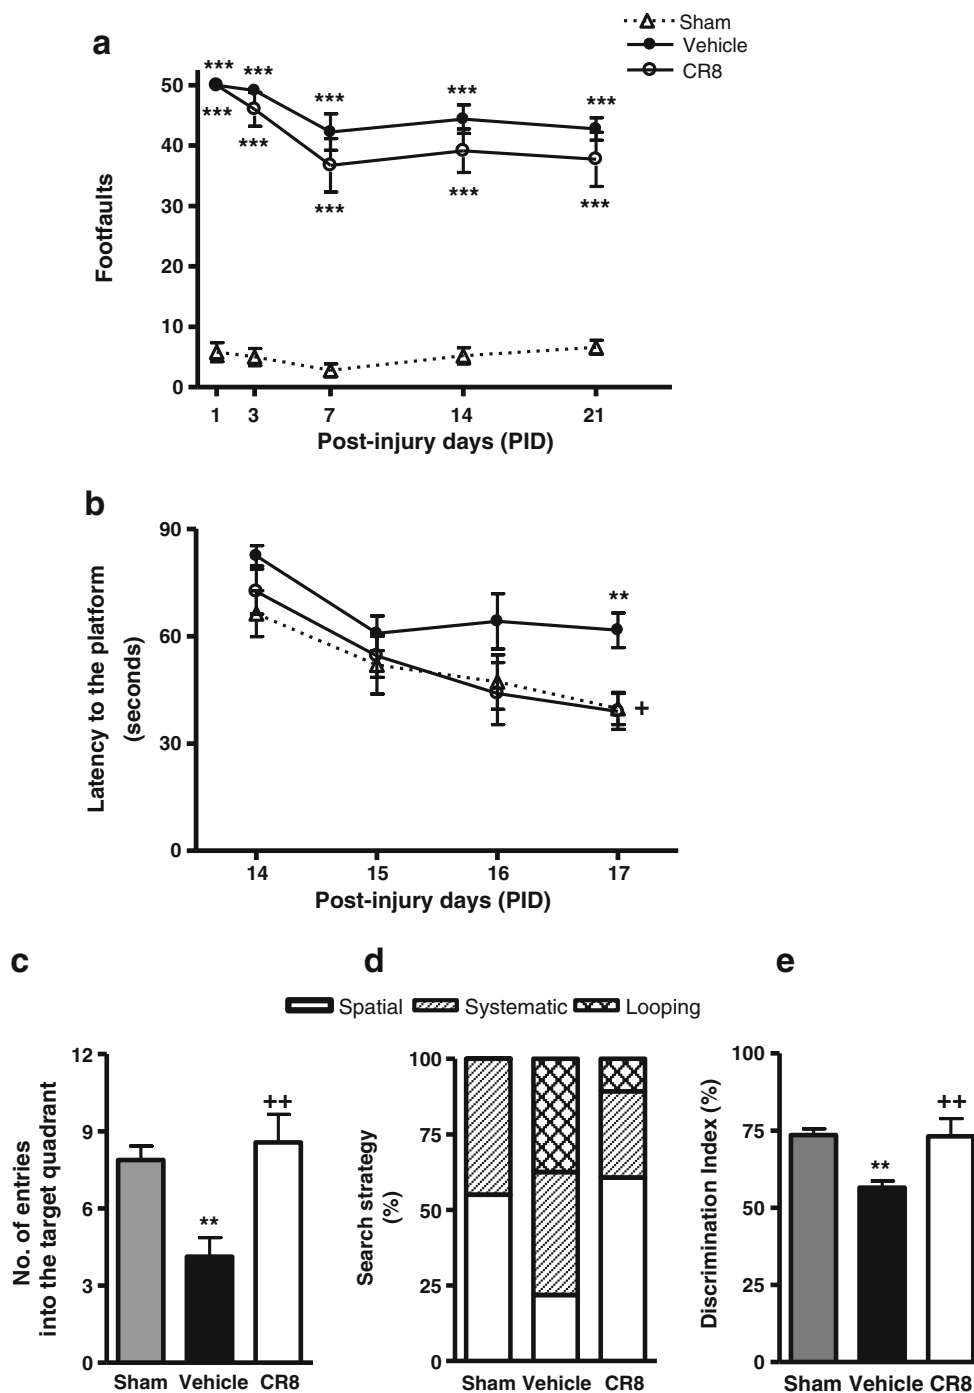 a
Sham
Vehicle
CR8
Footfaults
50
40
30
20
10
0
*** ***
***
***
***
***
***
***
***
***
1 3 7 14 21
Post-injury days (PID)
b
Latency to the platform
(seconds)
90
60
30
0
**
+
14 15 16 17
Post-injury days (PID)
c d e
Spatial Systematic Looping
No. of entries
into the target quadrant
12
9
6
3
0
**
++
Sham Vehicle CR8
Search strategy
(%)
100
75
50
25
0
Sham Vehicle CR8
Discrimination Index (%)
100
75
50
25
0
**
++
Sham Vehicle CR8